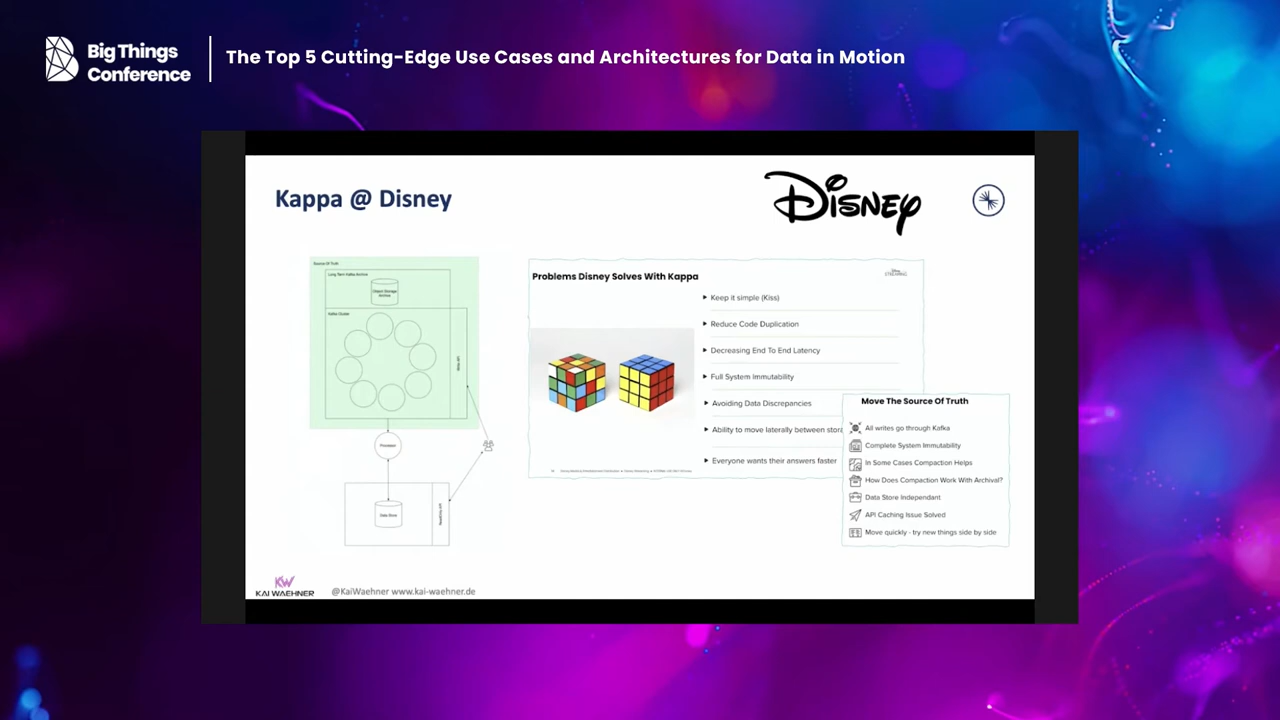 Big Things
Conference
The Top 5 Cutting-Edge Use Cases and Architectures for Data in Motion
Kappa @ Disney
Disney
Source Of Truth
Long Term Kafka Archive
Object Storage
Archive
Kafka Cluster
Processor
Data Store
Problems Disney Solves With Kappa
Disney
STREAMING
Keep it simple (Kiss)
Reduce Code Duplication
Decreasing End To End Latency
Full System Immutability
Avoiding Data Discrepancies
Ability to move laterally between
Everyone wants their answers faster
Move The Source Of Truth
All writes go through Kafka
Complete System Immutability
In Some Cases Compaction Helps
How Does Compaction Work With Archival?
Data Store Independant
API Caching Issue Solved
Move quickly - try new things side by side
KW
KAI WAEHNER
@KaiWaehner www.kai-waehner.de